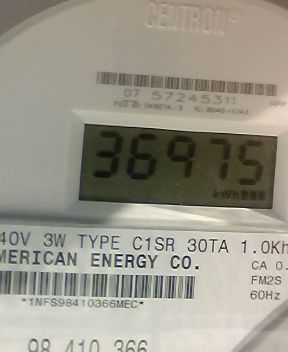 CENTRON®
07 57245311
36975
kWh
40V 3W TYPE C1SR 30TA 1.0Kh
MERICAN ENERGY CO.
CA 0.
FM2S
60Hz
*1NFS98410366MEC*
98 410 366